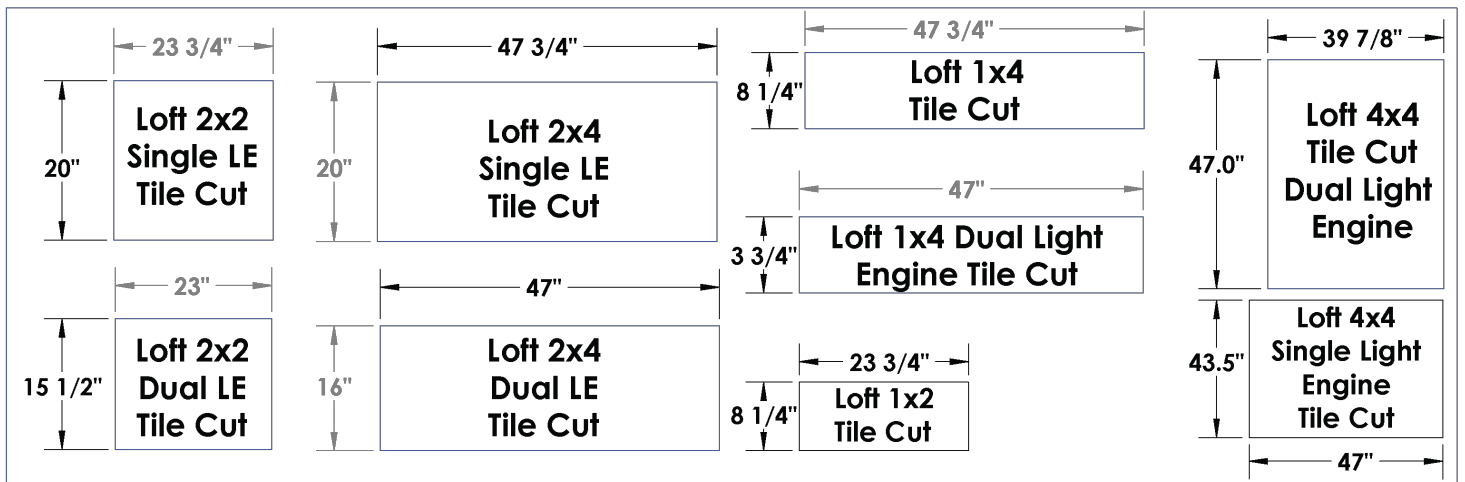 23 3/4"
20"
Loft 2x2
Single LE
Tile Cut
47 3/4"
20"
Loft 2x4
Single LE
Tile Cut
47 3/4"
8 1/4"
Loft 1x4
Tile Cut
39 7/8"
47.0"
Loft 4x4
Tile Cut
Dual Light
Engine
47"
3 3/4"
Loft 1x4 Dual Light
Engine Tile Cut
23"
15 1/2"
Loft 2x2
Dual LE
Tile Cut
47"
16"
Loft 2x4
Dual LE
Tile Cut
23 3/4"
8 1/4"
Loft 1x2
Tile Cut
43.5"
Loft 4x4
Single Light
Engine
Tile Cut
47"